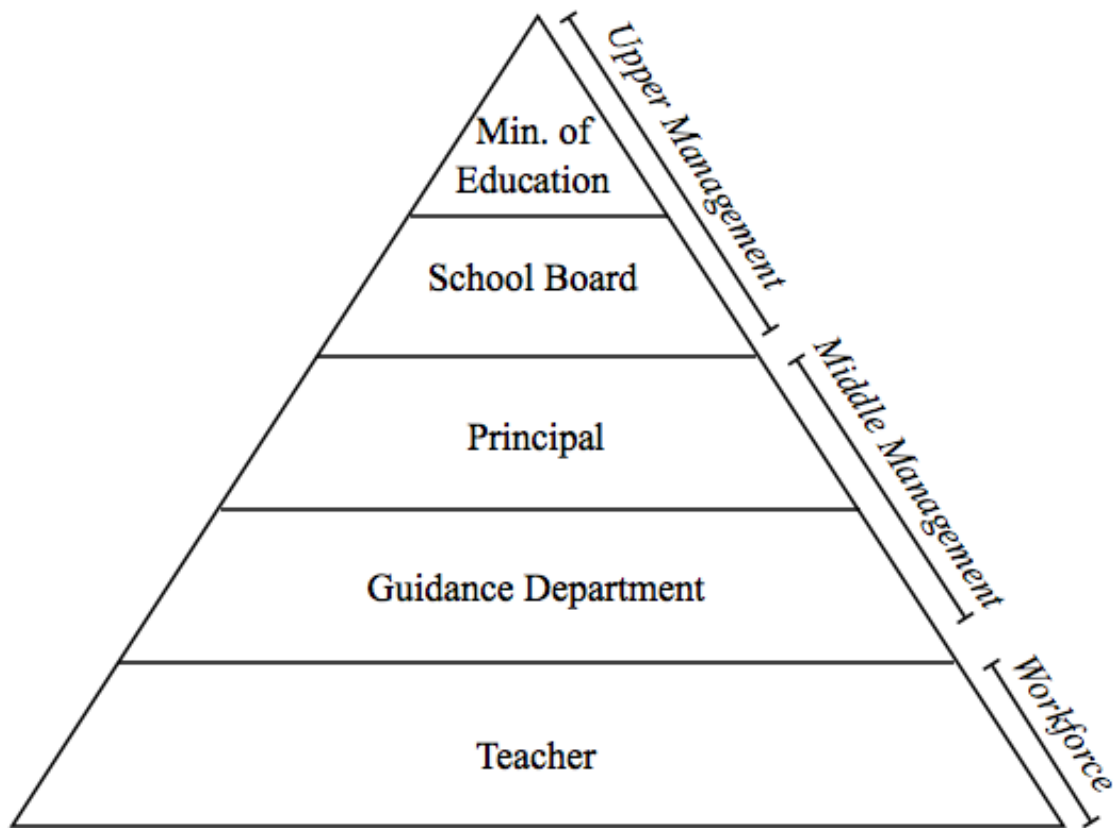 Min. of
Education
School Board
Principal
Guidance Department
Teacher
Upper Management
Middle Management
Workforce